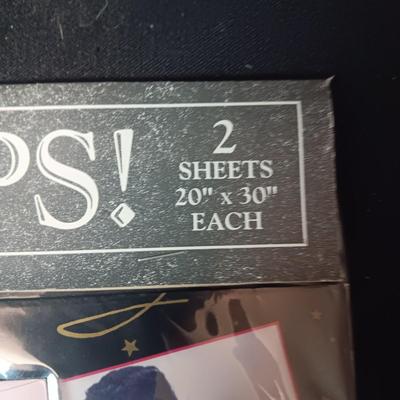 PS!
2
SHEETS
20" x 30"
EACH